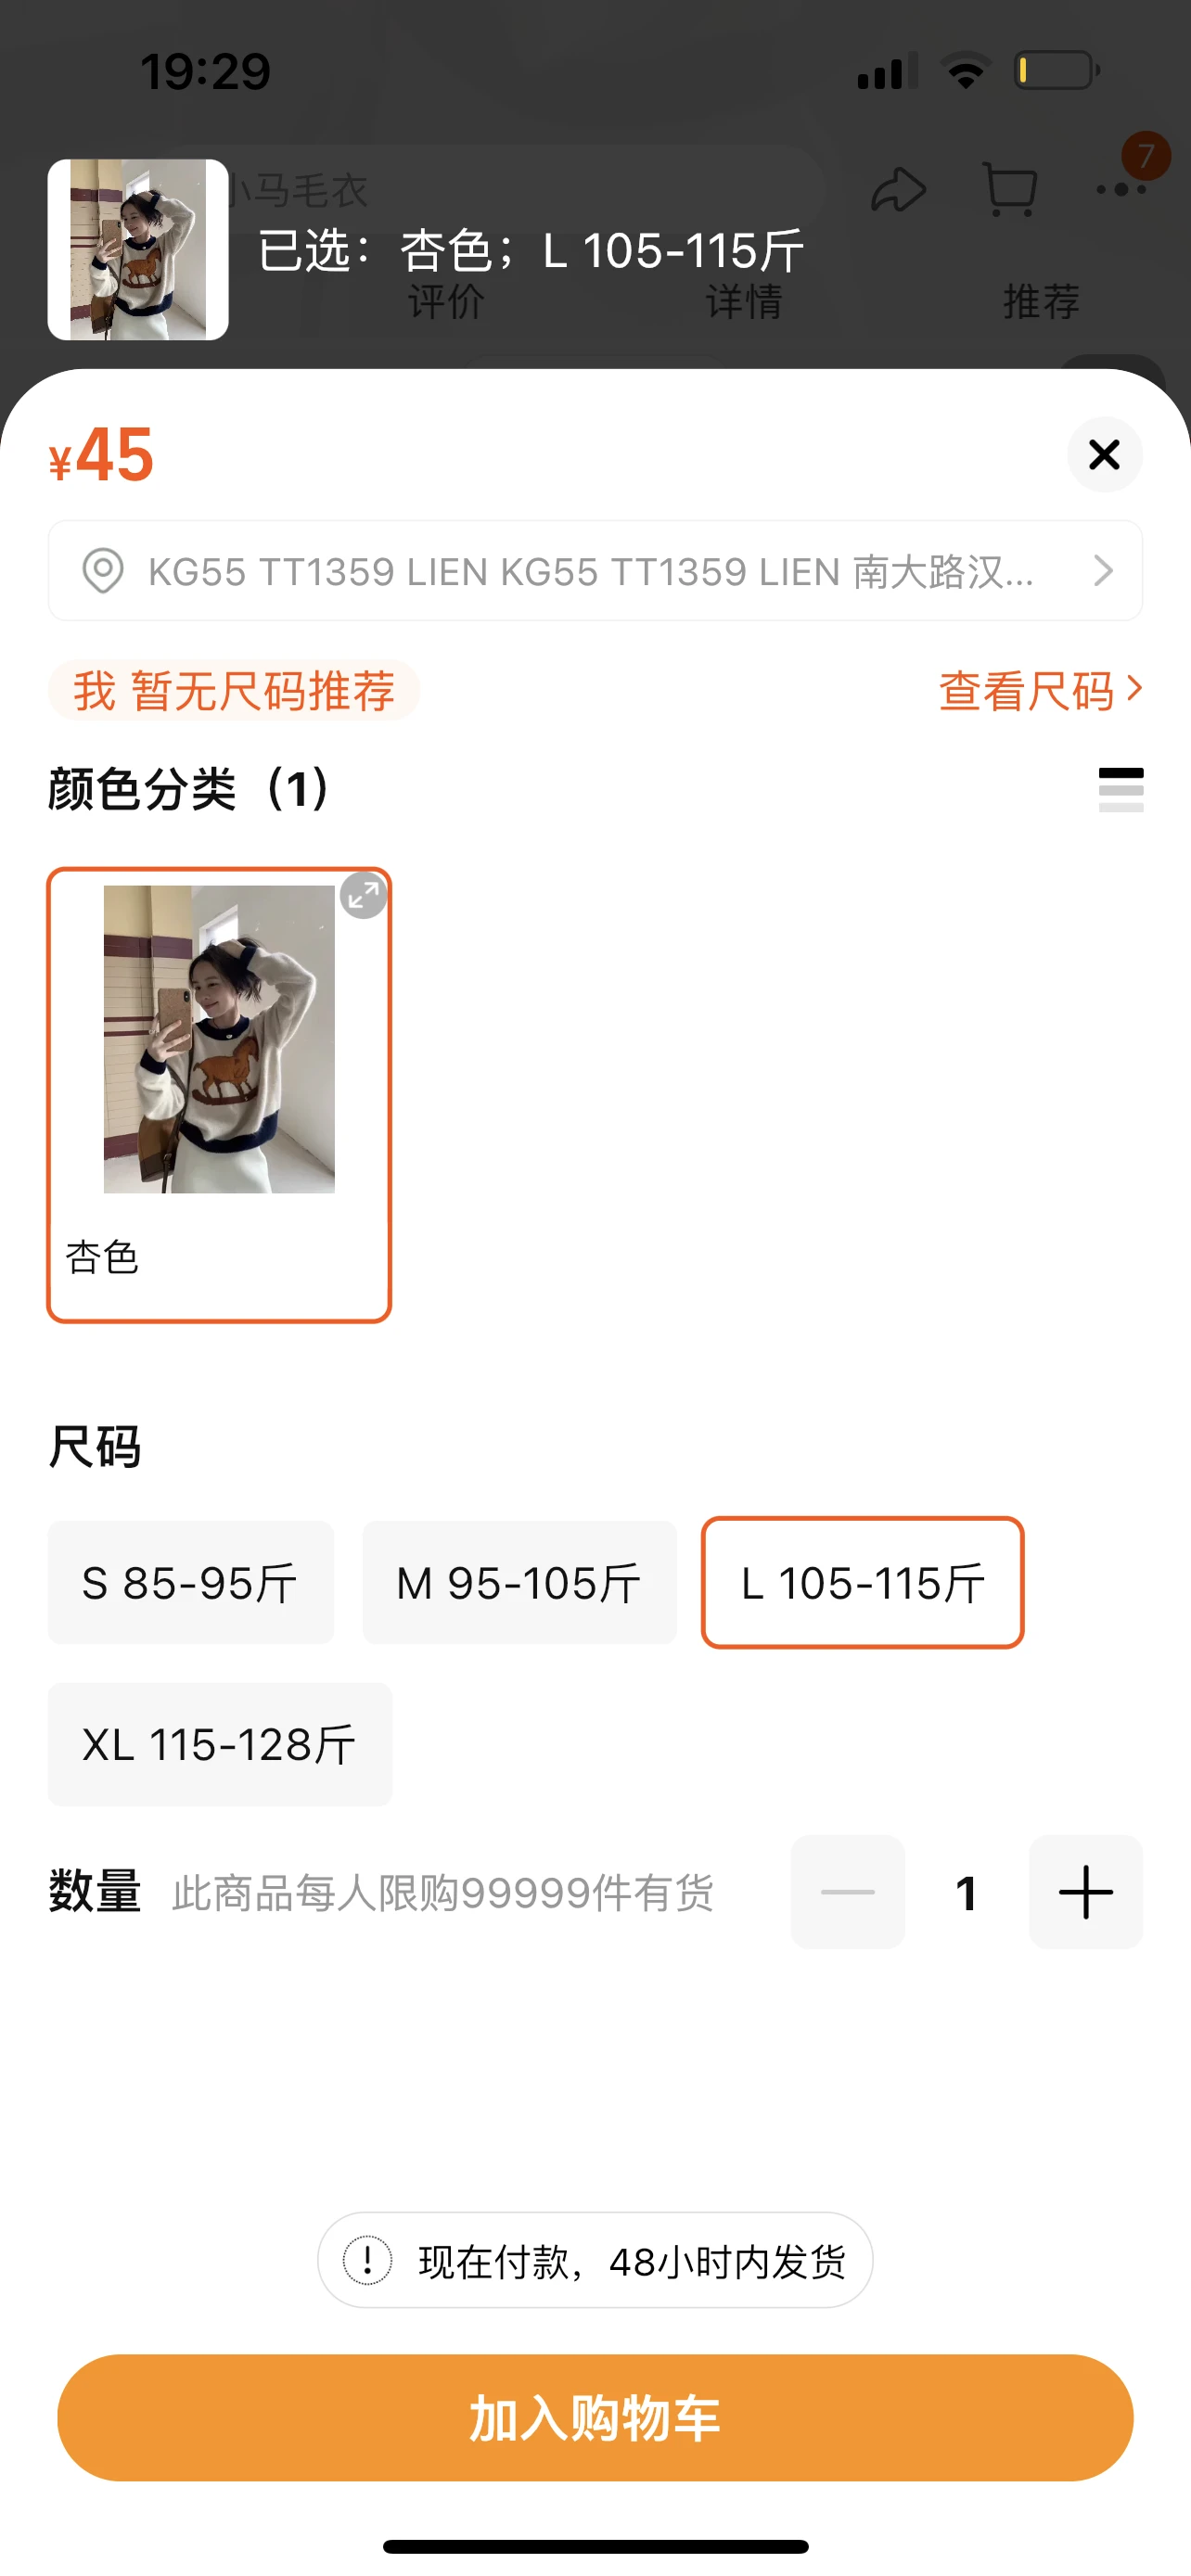 19:29
7
小马毛衣
已选：杏色；L 105-115斤
评价 详情 推荐
¥45
KG55 TT1359 LIEN KG55 TT1359 LIEN 南大路汉...
我 暂无尺码推荐 查看尺码
颜色分类（1）
杏色
尺码
S 85-95斤 M 95-105斤 L 105-115斤
XL 115-128斤
数量 此商品每人限购99999件有货 1
现在付款，48小时内发货
加入购物车